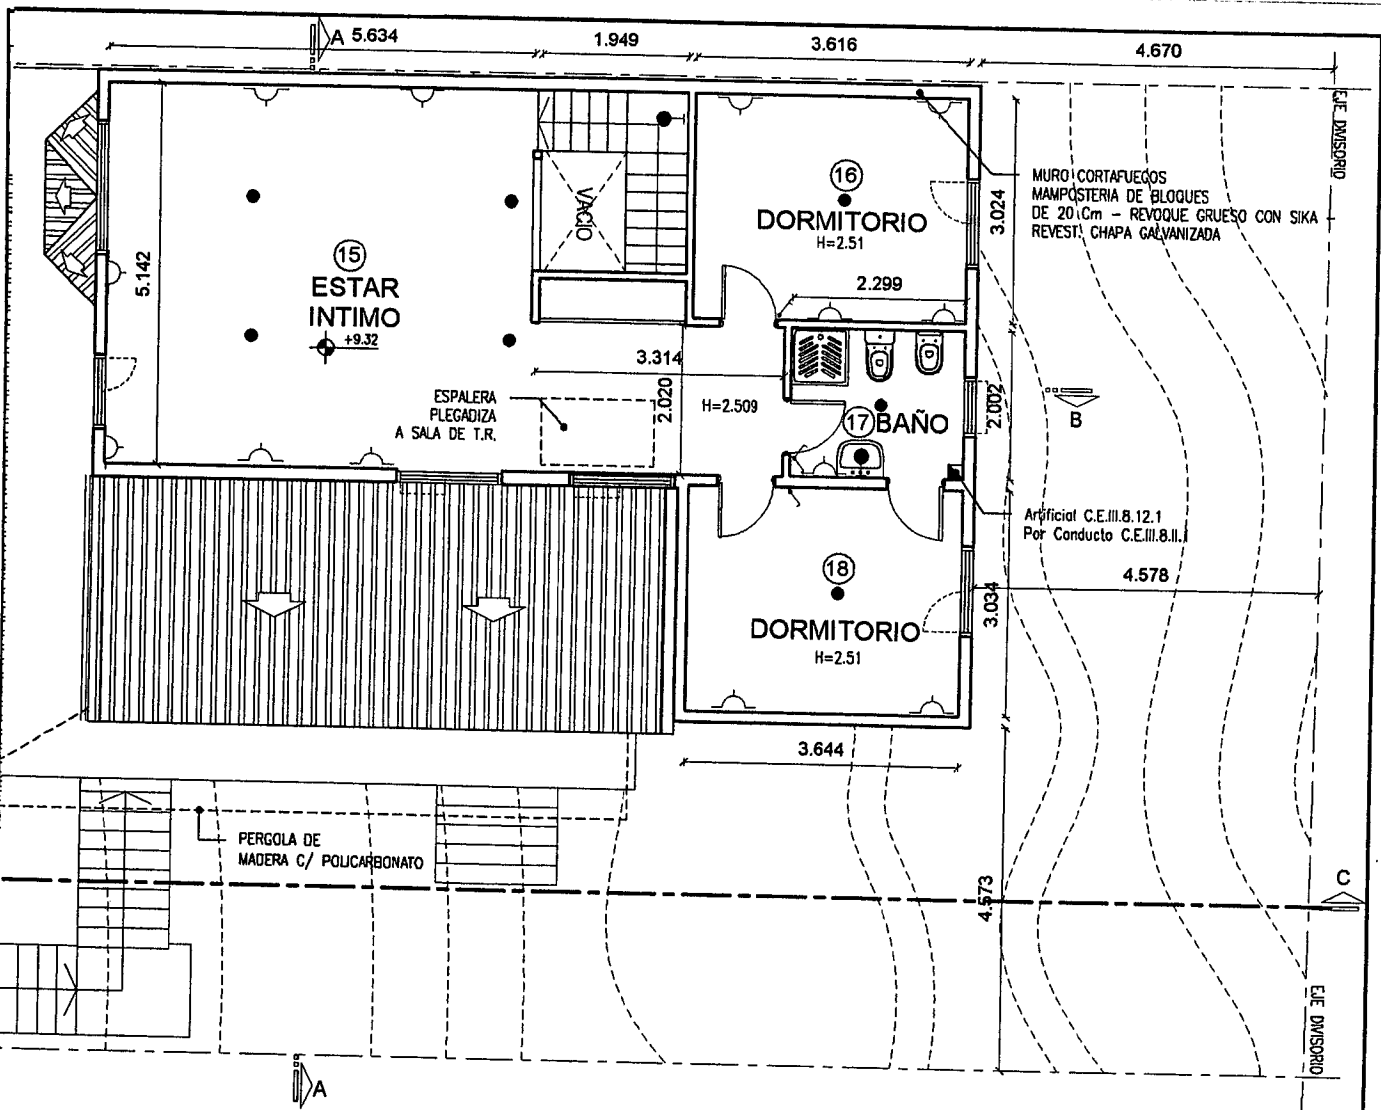 A
5.634
1.949
3.616
4.670
EJE DIVISORIO
MURO CORTAFUEGOS
MAMPOSTERIA DE BLOQUES
DE 20 Cm - REVOQUE GRUESO CON SIKA -
REVEST. CHAPA GALVANIZADA
16
DORMITORIO
H=2.51
3.024
VACIO
5.142
15
ESTAR
INTIMO
+9.32
2.299
3.314
2.020
ESPALERA
PLEGADIZA
A SALA DE T.R.
H=2.509
17 BAÑO
2.002
B
Artificial C.E.III.8.12.1
Por Conducto C.E.III.8.II.
18
DORMITORIO
H=2.51
4.578
3.034
3.644
PERGOLA DE
MADERA C/ POLICARBONATO
C
4.573
EJE DIVISORIO
A